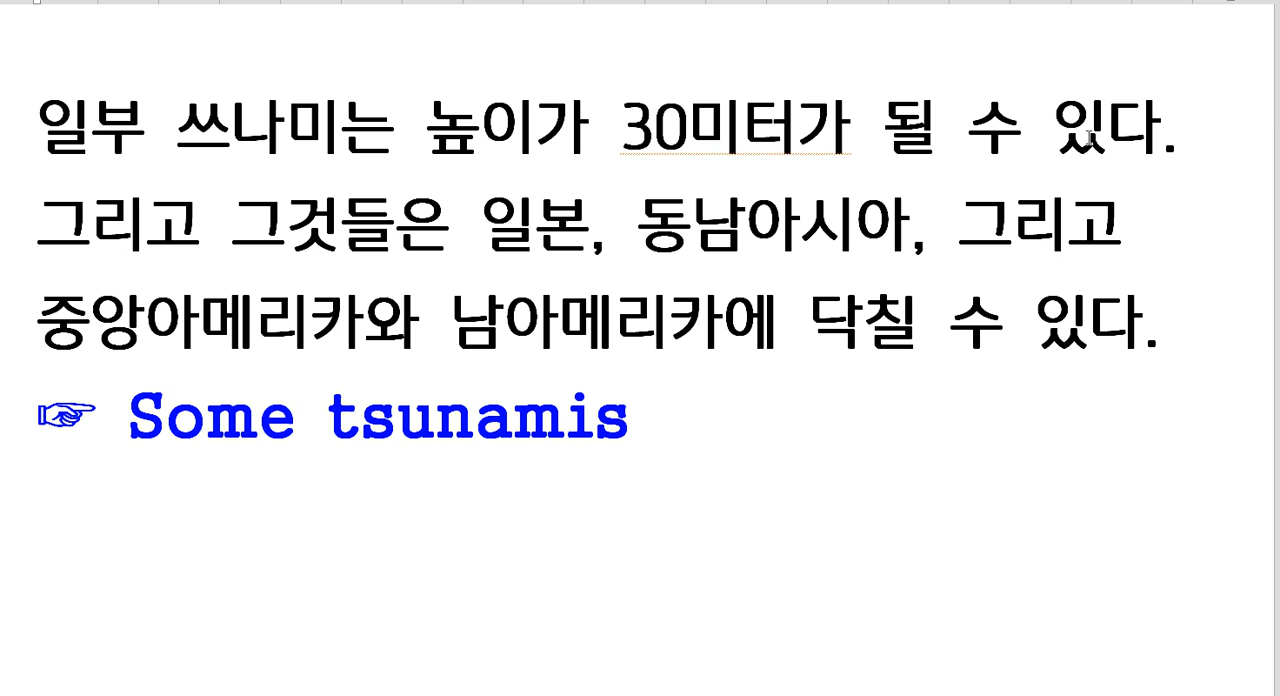 일부 쓰나미는 높이가 30미터가 될 수 있다.
그리고 그것들은 일본, 동남아시아, 그리고
중앙아메리카와 남아메리카에 닥칠 수 있다.
☞ Some tsunamis